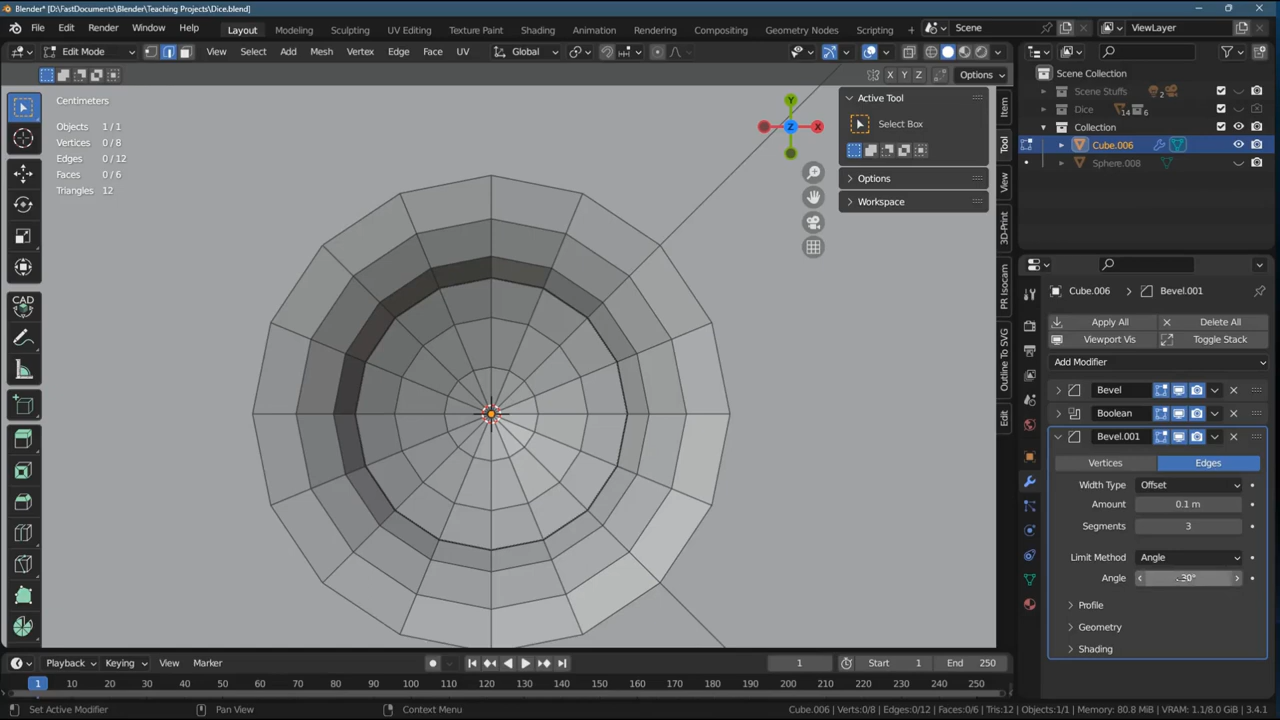 Blender* [D:\FastDocuments\Blender\Teaching Projects\Dice.blend]
File Edit Render Window Help Layout Modeling Sculpting UV Editing Texture Paint Shading Animation Rendering Compositing Geometry Nodes Scripting Scene ViewLayer
Edit Mode View Select Add Mesh Vertex Edge Face UV Global
X Y Z Options
Scene Collection
Scene Stuffs 2
Dice 14 6
Collection
Cube.006
Sphere.008
Centimeters
Objects 1/1
Vertices 0/8
Edges 0/12
Faces 0/6
Triangles 12
Y
Z X
Active Tool
Select Box
Options
Workspace
Item
Tool
View
3D-Print
PR Isocam
Outline To SVG
Edit
CAD
Cube.006 Bevel.001
Apply All Delete All
Viewport Vis Toggle Stack
Add Modifier
Bevel
Boolean
Bevel.001
Vertices Edges
Width Type Offset
Amount 0.1 m
Segments 3
Limit Method Angle
Angle 30°
Profile
Geometry
Shading
Playback Keying View Marker 1 Start 1 End 250
1 10 20 30 40 50 60 70 80 90 100 110 120 130 140 150 160 170 180 190 200 210 220 230 240 250
Set Active Modifier Pan View Context Menu Cube.006 | Verts:0/8 | Edges:0/12 | Faces:0/6 | Tris:12 | Objects:1/1 | Memory: 80.8 MiB | VRAM: 1.1/8.0 GiB | 3.4.1